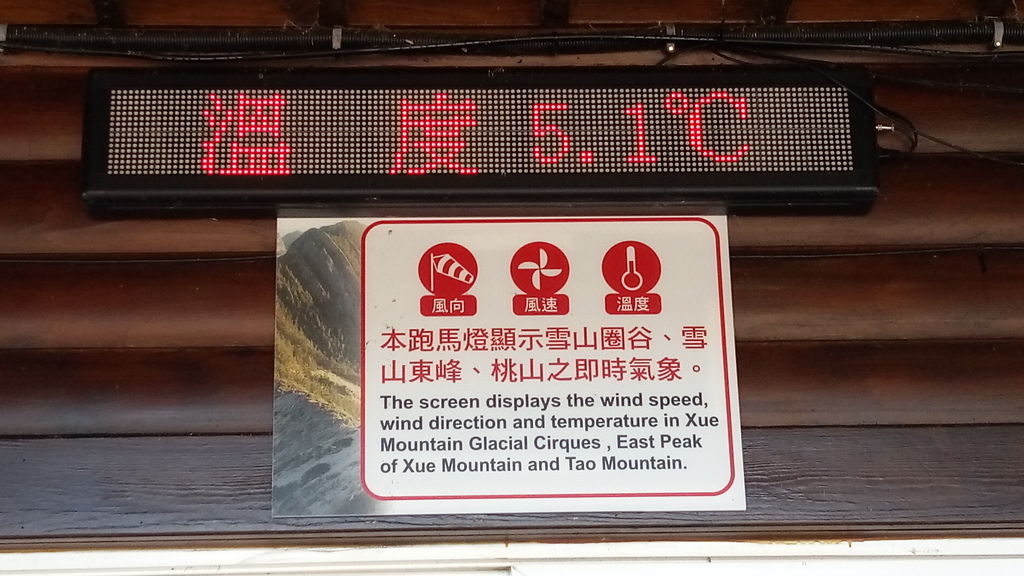 溫 度 5.1℃
風向 風速 溫度
本跑馬燈顯示雪山圈谷、雪
山東峰、桃山之即時氣象。
The screen displays the wind speed,
wind direction and temperature in Xue
Mountain Glacial Cirques , East Peak
of Xue Mountain and Tao Mountain.